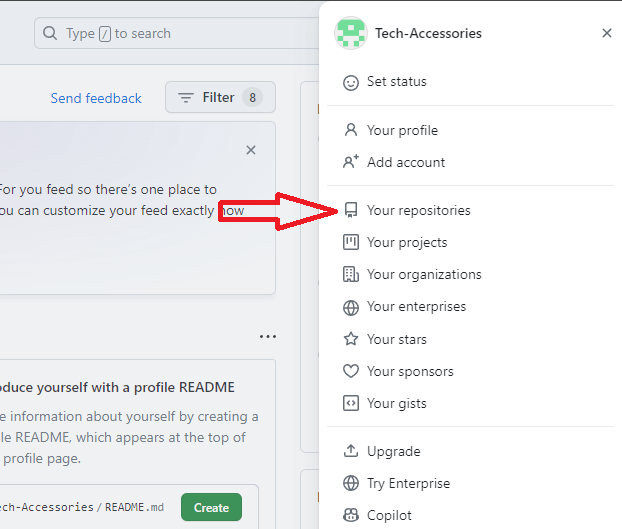 Type / to search
Send feedback
Filter 8
For you feed so there's one place to
ou can customize your feed exactly how
oduce yourself with a profile README
e information about yourself by creating a
le README, which appears at the top of
profile page.
ech-Accessories/README.md
Create
Tech-Accessories
Set status
Your profile
Add account
Your repositories
Your projects
Your organizations
Your enterprises
Your stars
Your sponsors
Your gists
Upgrade
Try Enterprise
Copilot